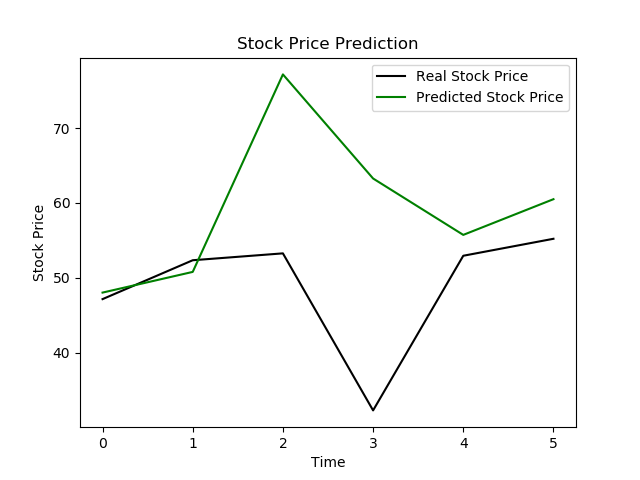 Stock Price Prediction
Real Stock Price
Predicted Stock Price
Stock Price
70
60
50
40
0 1 2 3 4 5
Time